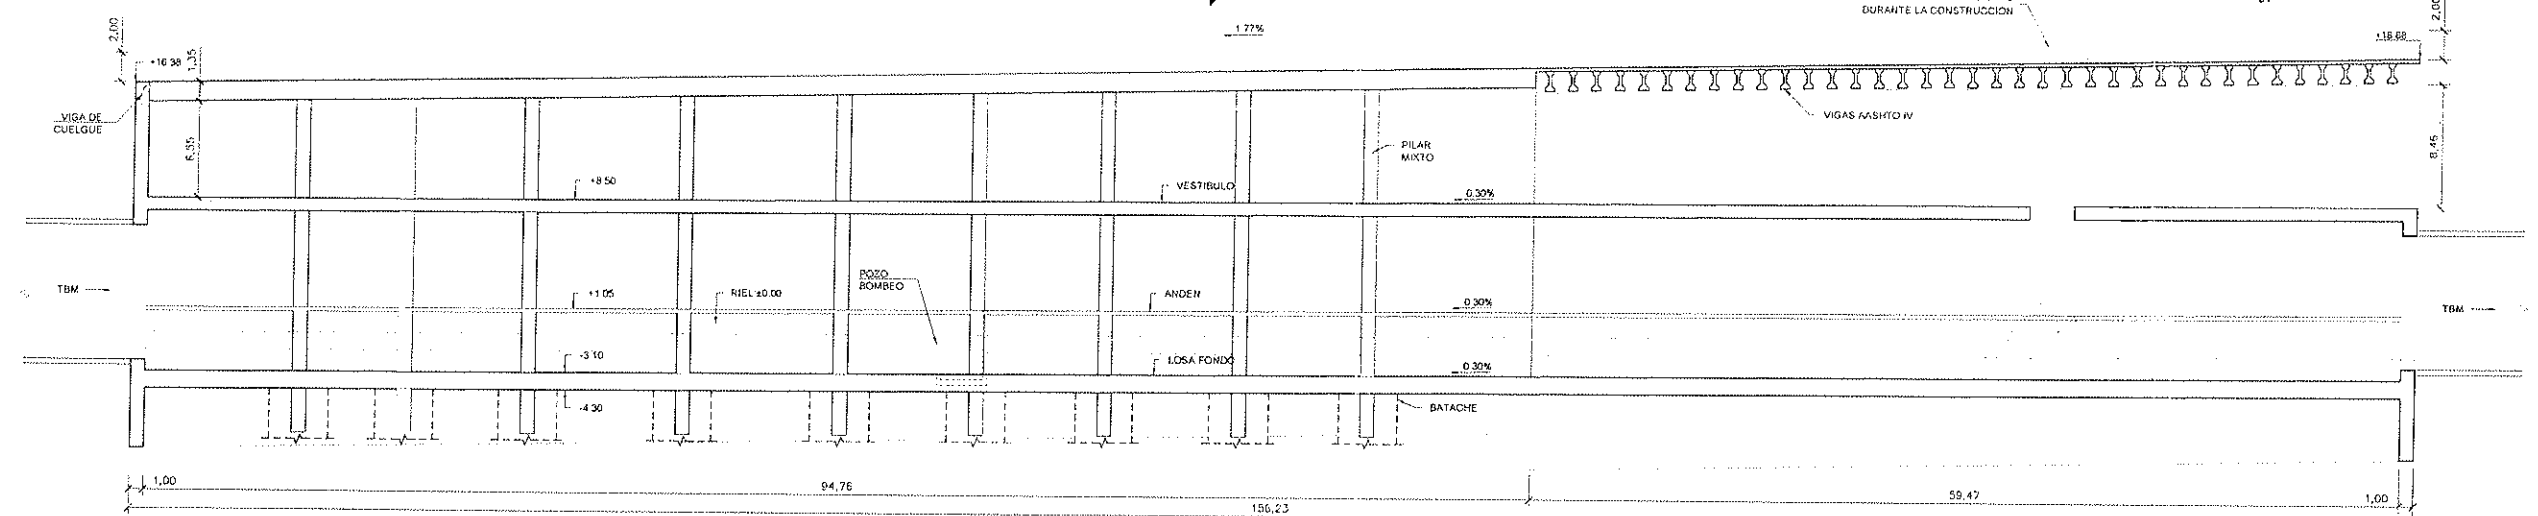 DURANTE LA CONSTRUCCIÓN
2,00
1.77%
2,00
+16.38
1,35
+18.68
VIGA DE
CUELGUE
VIGAS AASHTO IV
6,55
PILAR
MIXTO
8,45
+8.50
VESTIBULO
0.30%
POZO
BOMBEO
TBM
+1.05
RIEL ±0.00
ANDEN
0.30%
TBM
-3.10
LOSA FONDO
0.30%
-4.30
BATACHE
1,00
94,76
59,47
1,00
156,23